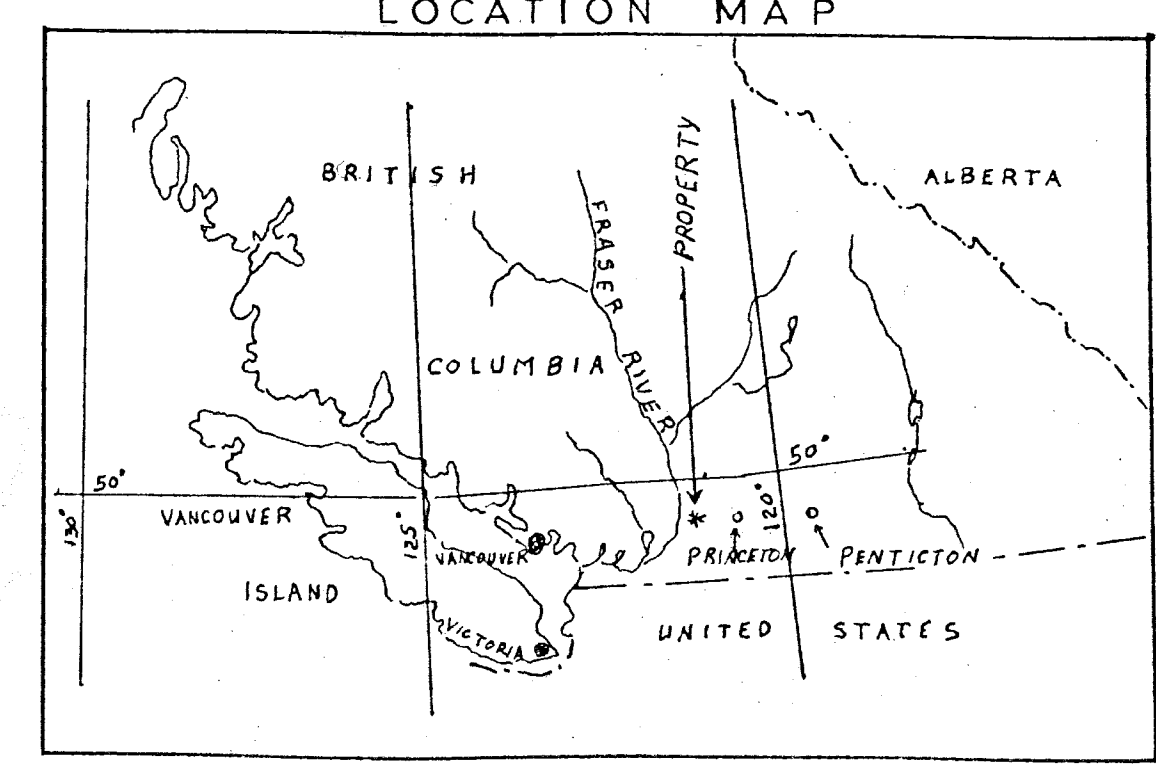 LOCATION MAP
BRITISH
ALBERTA
PROPERTY
FRASER RIVER
COLUMBIA
50°
50°
130°
125°
120°
VANCOUVER
VANCOUVER
PRINCETON
PENTICTON
ISLAND
VICTORIA
UNITED STATES